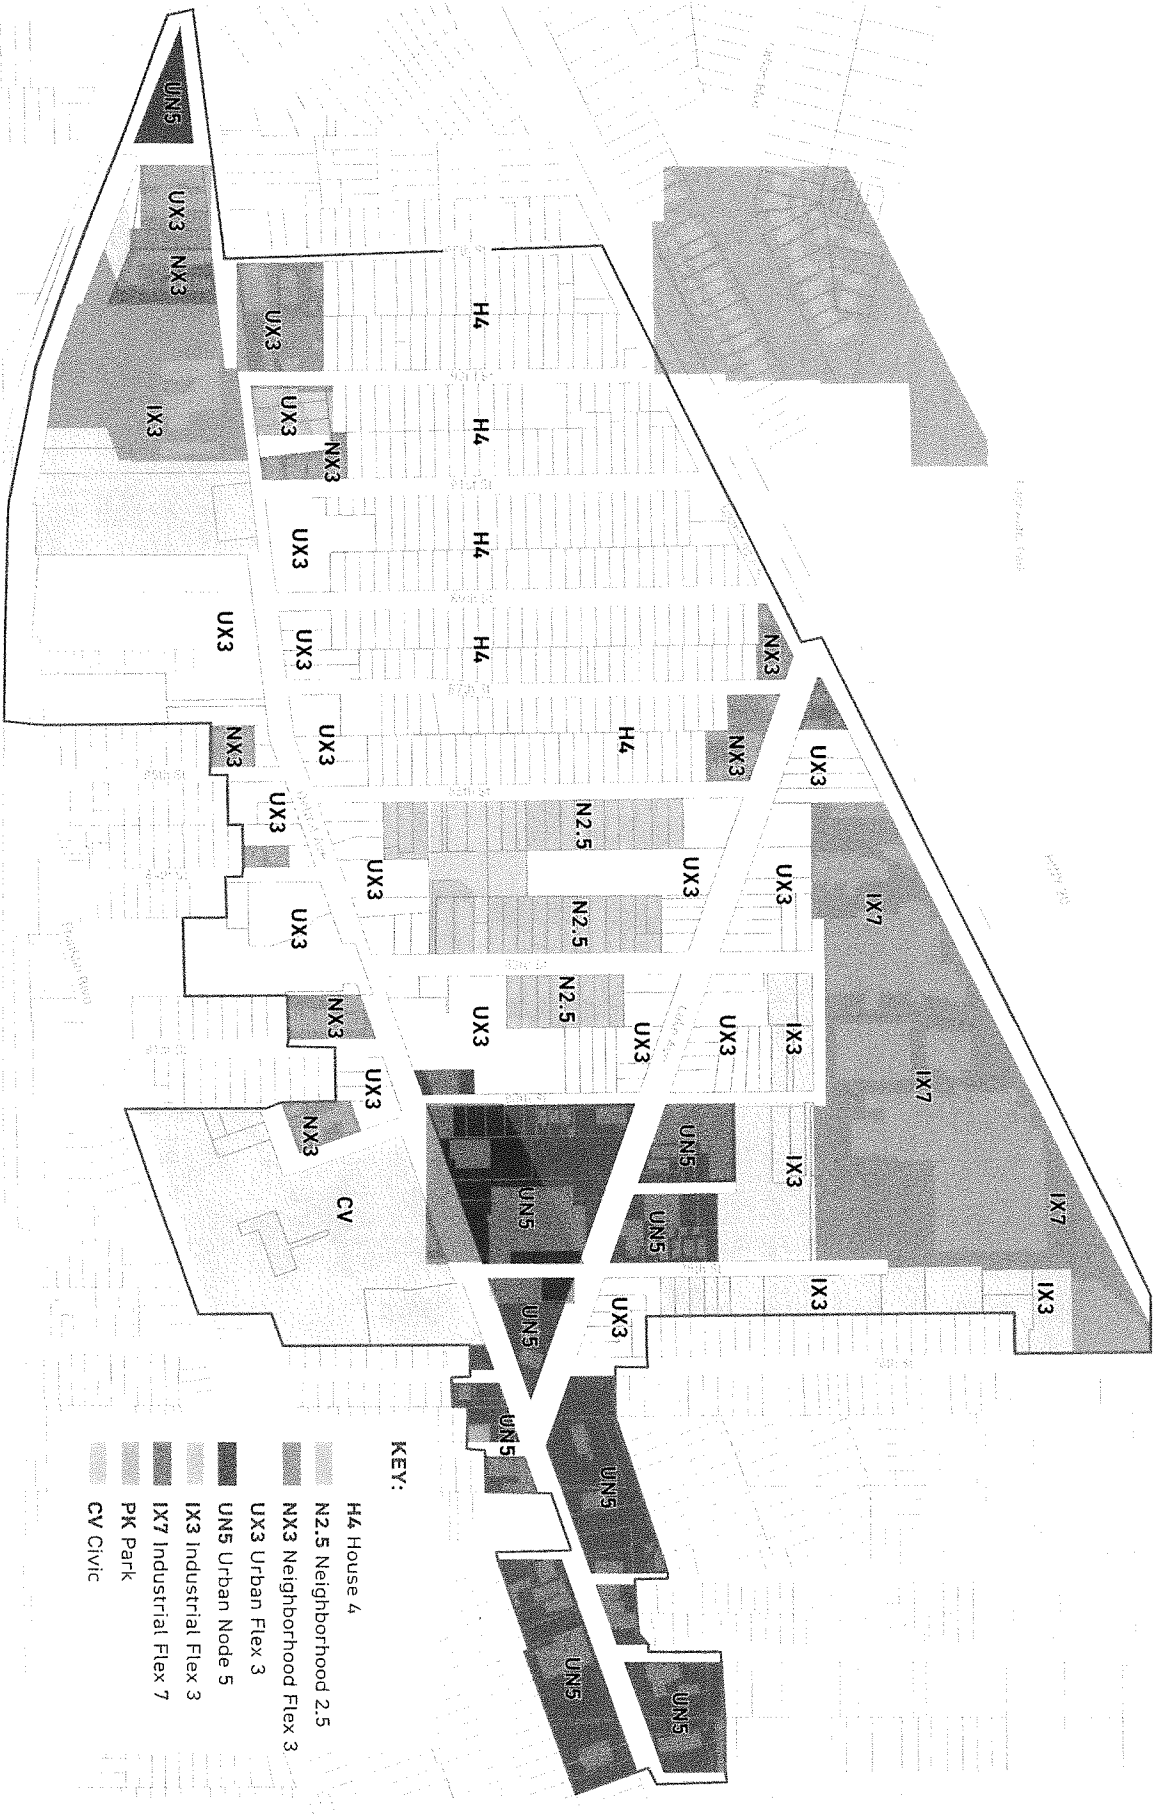 UN5
UX3
NX3
IX3
UX3
UX3
NX3
UX3
UX3
UX3
H4
H4
H4
H4
H4
NX3
NX3
UX3
UX3
UX3
NX3
UX3
UX3
NX3
UX3
NX3
CV
UX3
N2.5
N2.5
N2.5
UX3
UX3
UX3
UX3
UX3
IX7
IX7
IX7
IX3
IX3
IX3
IX3
UN5
UN5
UN5
UN5
UX3
UN5
UN5
UN5
UN5
KEY:
H4 House 4
N2.5 Neighborhood 2.5
NX3 Neighborhood Flex 3
UX3 Urban Flex 3
UN5 Urban Node 5
IX3 Industrial Flex 3
IX7 Industrial Flex 7
PK Park
CV Civic